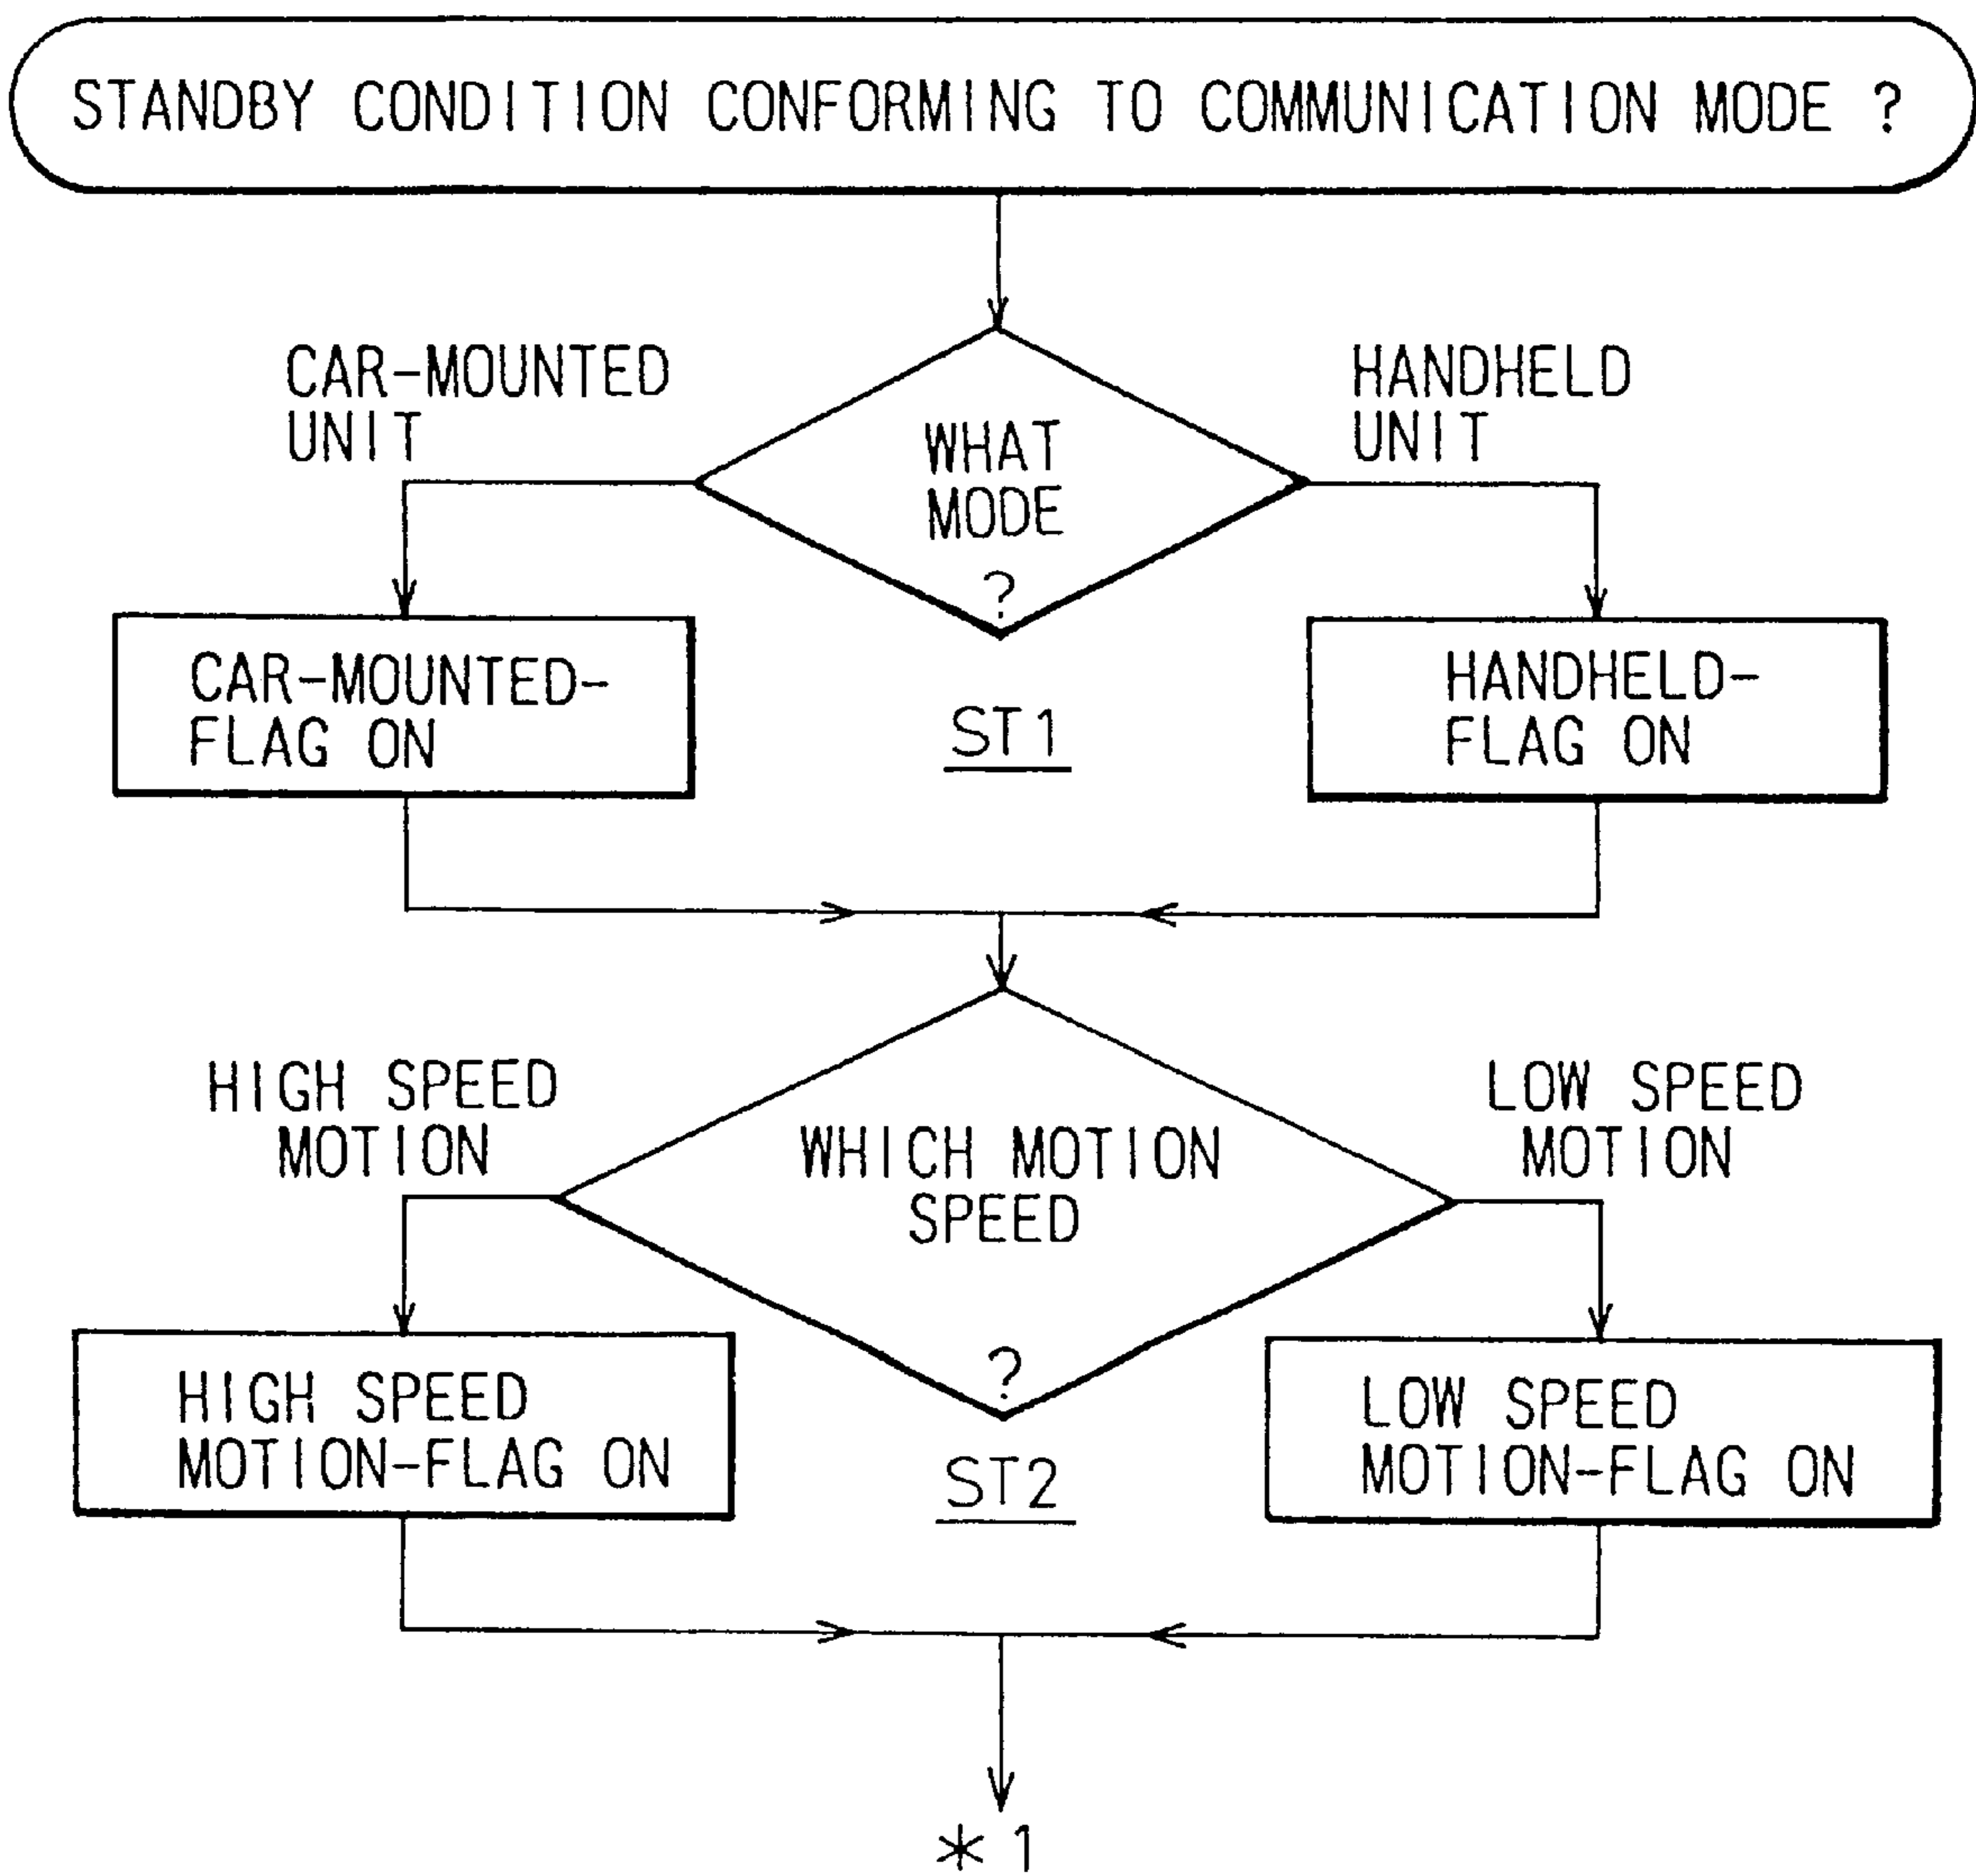 STANDBY CONDITION CONFORMING TO COMMUNICATION MODE ?
CAR-MOUNTED
UNIT
HANDHELD
UNIT
WHAT
MODE
?
CAR-MOUNTED-
FLAG ON
ST1
HANDHELD-
FLAG ON
HIGH SPEED
MOTION
LOW SPEED
MOTION
WHICH MOTION
SPEED
?
HIGH SPEED
MOTION-FLAG ON
ST2
LOW SPEED
MOTION-FLAG ON
*1